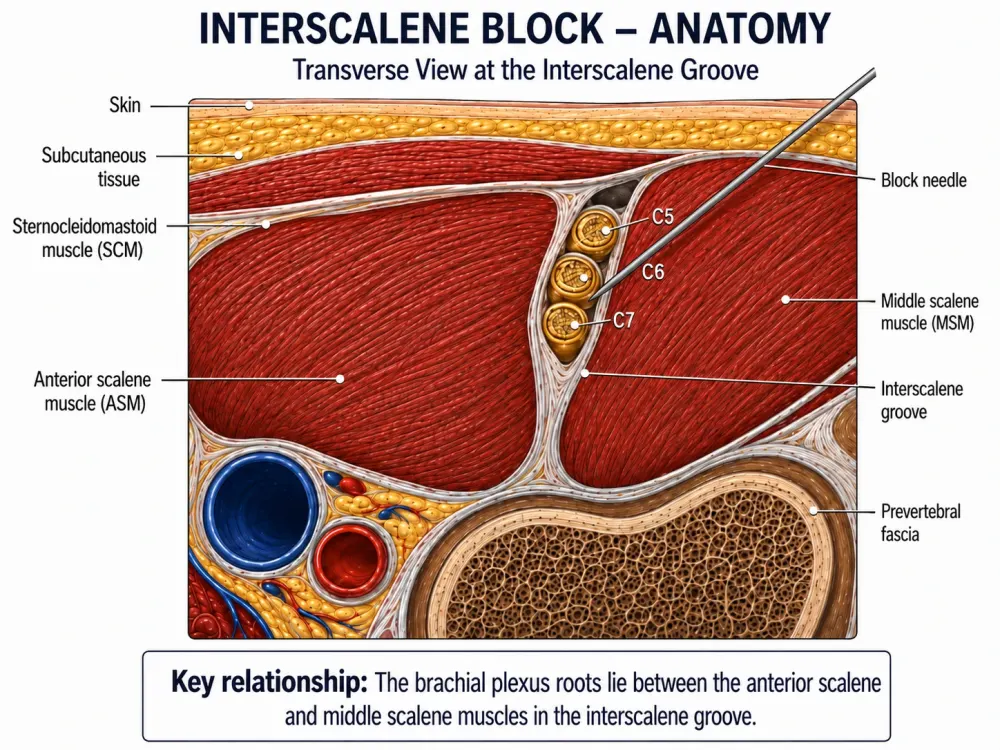 INTERSCALENE BLOCK – ANATOMY
Transverse View at the Interscalene Groove
Skin
Subcutaneous
tissue
Sternocleidomastoid
muscle (SCM)
Anterior scalene
muscle (ASM)
C5
C6
C7
Block needle
Middle scalene
muscle (MSM)
Interscalene
groove
Prevertebral
fascia
Key relationship: The brachial plexus roots lie between the anterior scalene
and middle scalene muscles in the interscalene groove.